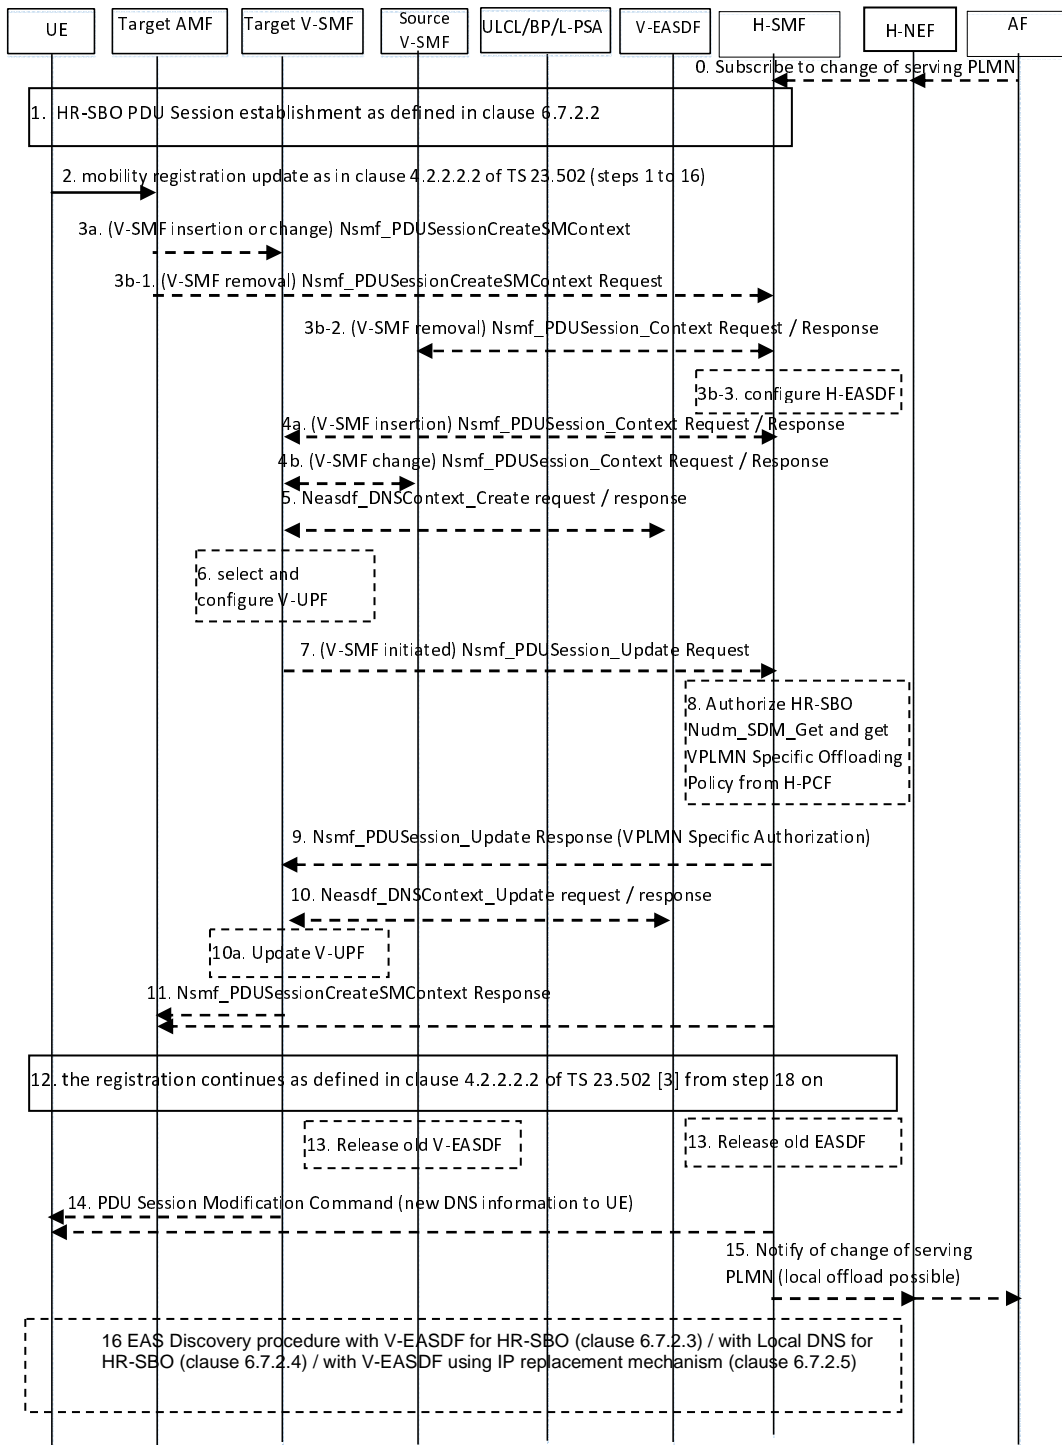 UE
Target AMF
Target V-SMF
Source
V-SMF
ULCL/BP/L-PSA
V-EASDF
H-SMF
H-NEF
AF
0. Subscribe to change of serving PLMN
1. HR-SBO PDU Session establishment as defined in clause 6.7.2.2
2. mobility registration update as in clause 4.2.2.2.2 of TS 23.502 (steps 1 to 16)
3a. (V-SMF insertion or change) Nsmf_PDUSessionCreateSMContext
3b-1. (V-SMF removal) Nsmf_PDUSessionCreateSMContext Request
3b-2. (V-SMF removal) Nsmf_PDUSession_Context Request / Response
3b-3. configure H-EASDF
4a. (V-SMF insertion) Nsmf_PDUSession_Context Request / Response
4b. (V-SMF change) Nsmf_PDUSession_Context Request / Response
5. Neasdf_DNSContext_Create request / response
6. select and
configure V-UPF
7. (V-SMF initiated) Nsmf_PDUSession_Update Request
8. Authorize HR-SBO
Nudm_SDM_Get and get
VPLMN Specific Offloading
Policy from H-PCF
9. Nsmf_PDUSession_Update Response (VPLMN Specific Authorization)
10. Neasdf_DNSContext_Update request / response
10a. Update V-UPF
11. Nsmf_PDUSessionCreateSMContext Response
12. the registration continues as defined in clause 4.2.2.2.2 of TS 23.502 [3] from step 18 on
13. Release old V-EASDF
13. Release old EASDF
14. PDU Session Modification Command (new DNS information to UE)
15. Notify of change of serving
PLMN (local offload possible)
16 EAS Discovery procedure with V-EASDF for HR-SBO (clause 6.7.2.3) / with Local DNS for
HR-SBO (clause 6.7.2.4) / with V-EASDF using IP replacement mechanism (clause 6.7.2.5)